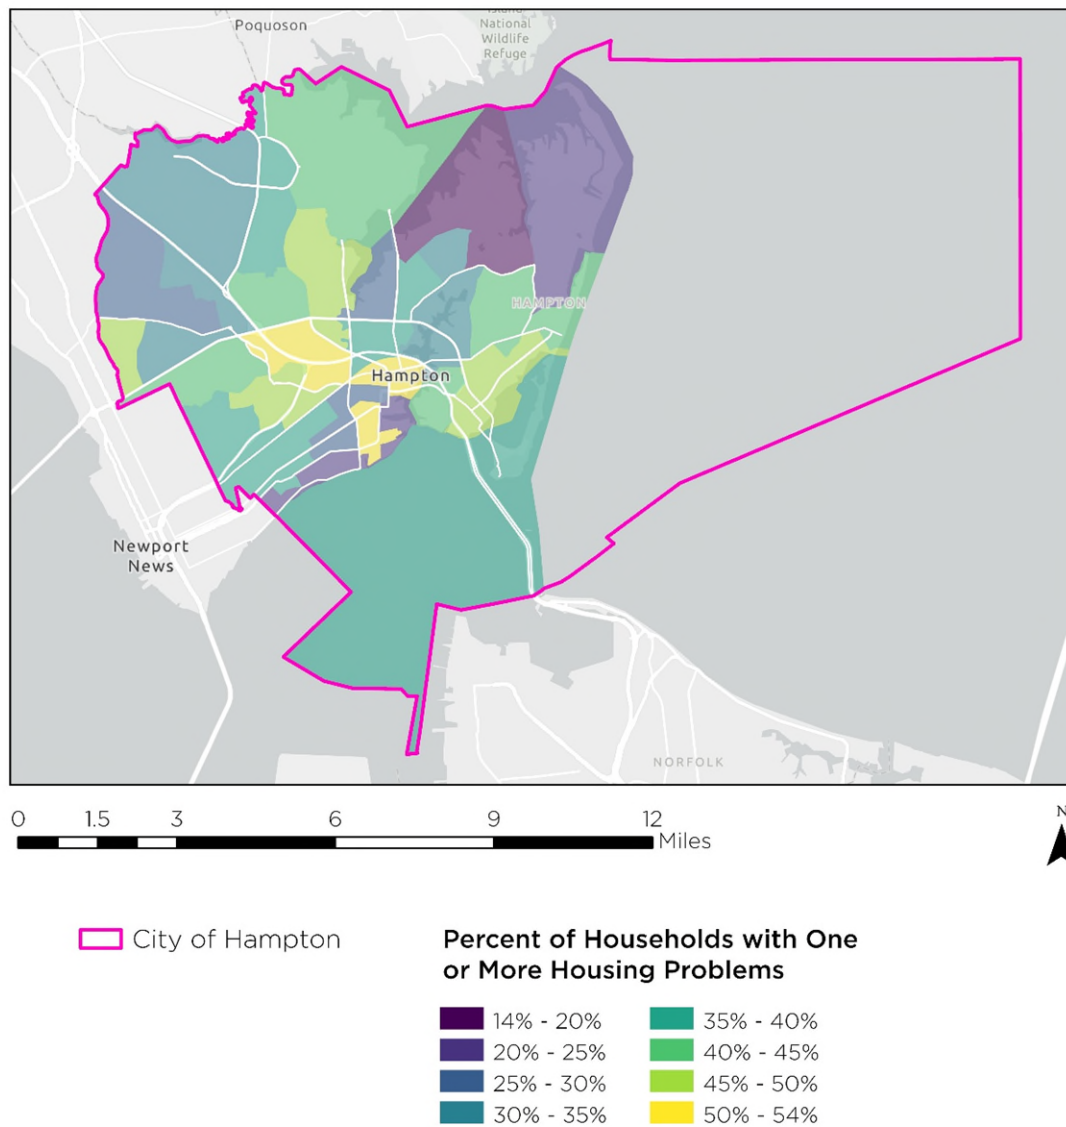 Poquoson
Island
National
Wildlife
Refuge
HAMPTON
Hampton
Newport
News
NORFOLK
0 1.5 3 6 9 12
Miles
N
City of Hampton
Percent of Households with One
or More Housing Problems
14% - 20% 35% - 40%
20% - 25% 40% - 45%
25% - 30% 45% - 50%
30% - 35% 50% - 54%